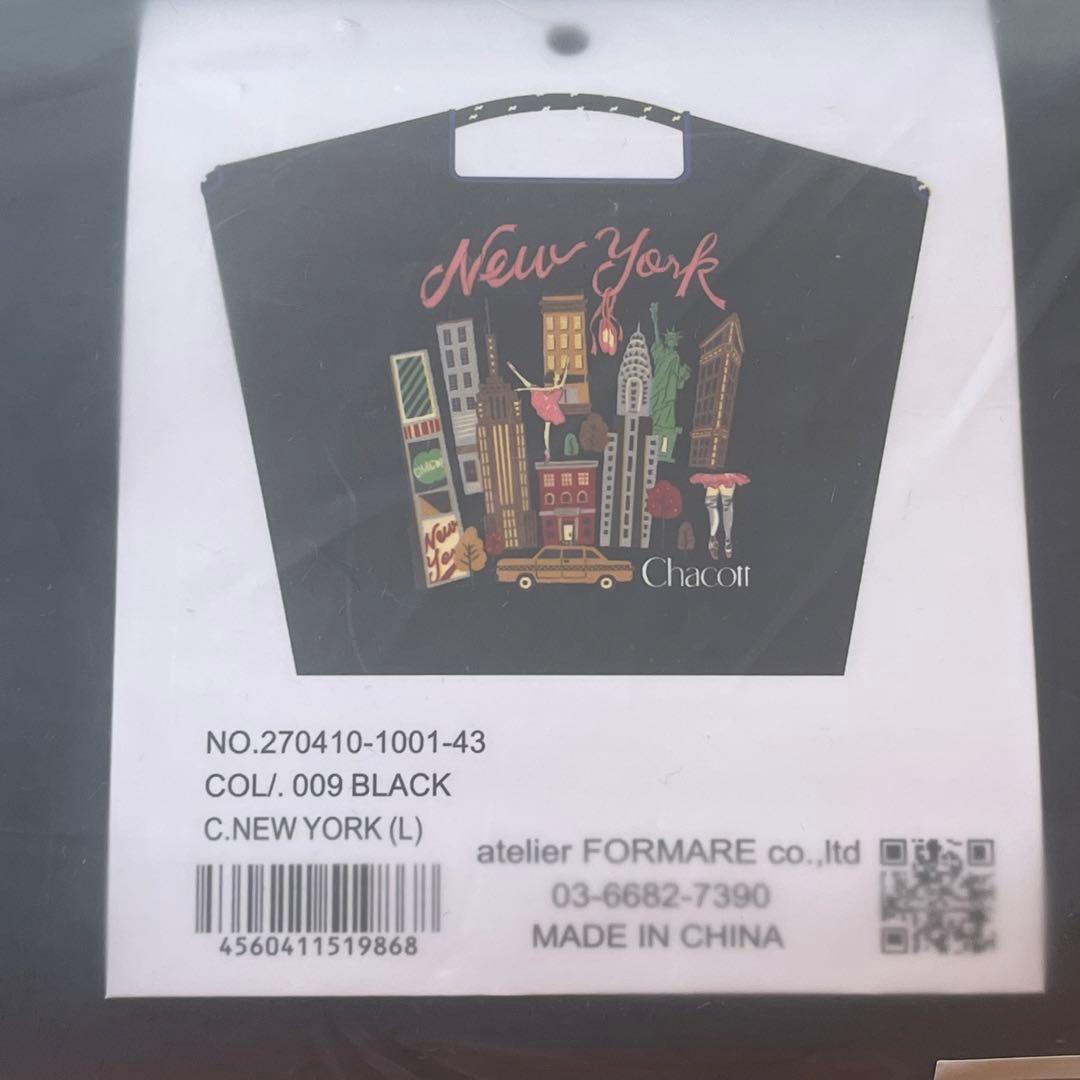 New York
New
Yo
Chacott
NO.270410-1001-43
COL/. 009 BLACK
C.NEW YORK (L)
4560411519868
atelier FORMARE co.,ltd
03-6682-7390
MADE IN CHINA